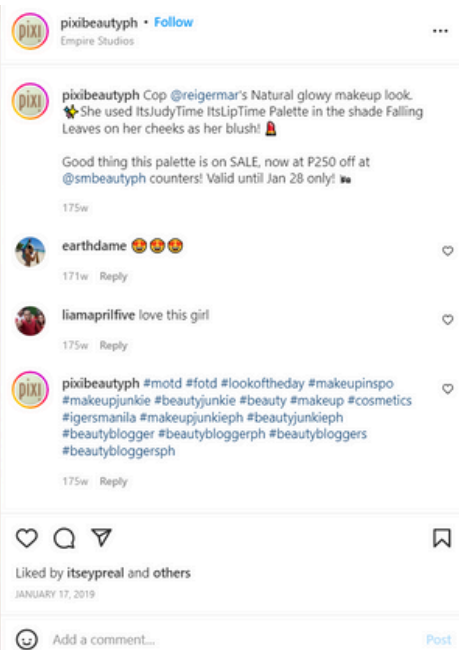 pixi
pixibeautyph • Follow
Empire Studios
pixi
pixibeautyph Cop @reigermar's Natural glowy makeup look.
✨She used ItsJudyTime ItsLipTime Palette in the shade Falling
Leaves on her cheeks as her blush! 💄
Good thing this palette is on SALE, now at P250 off at
@smbeautyph counters! Valid until Jan 28 only!
175w
earthdame 🤩🤩🤩
171w Reply
liamaprilfive love this girl
175w Reply
pixi
pixibeautyph #motd #fotd #lookoftheday #makeupinspo
#makeupjunkie #beautyjunkie #beauty #makeup #cosmetics
#igersmanila #makeupjunkieph #beautyjunkieph
#beautyblogger #beautybloggerph #beautybloggers
#beautybloggersph
175w Reply
Liked by itseypreal and others
JANUARY 17, 2019
Add a comment...
Post